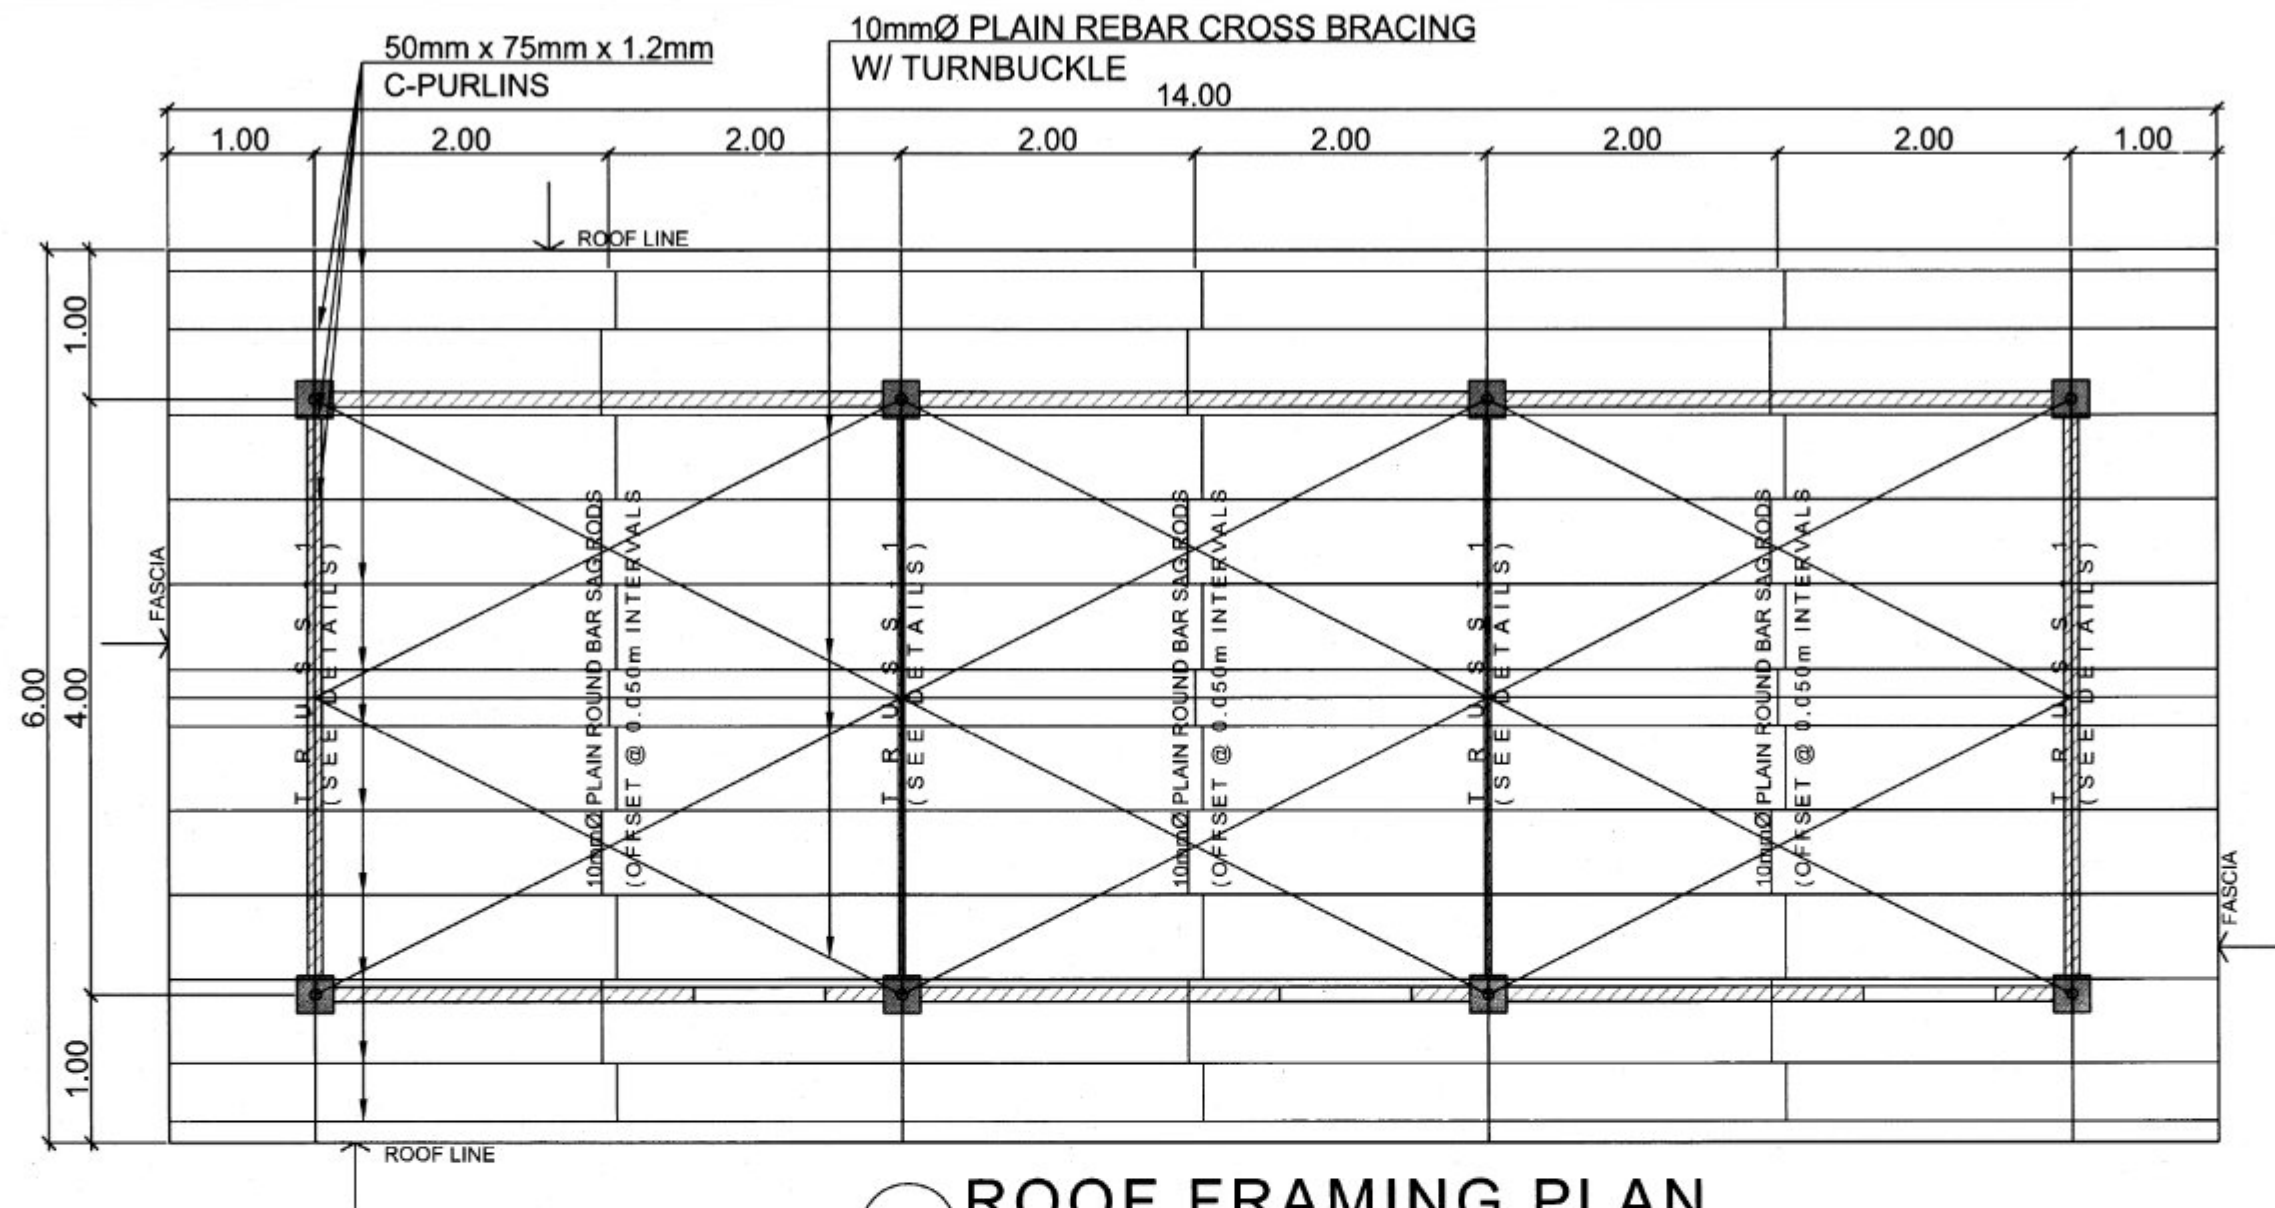 10mmØ PLAIN REBAR CROSS BRACING
W/ TURNBUCKLE
50mm x 75mm x 1.2mm
C-PURLINS
14.00
1.00 2.00 2.00 2.00 2.00 2.00 2.00 1.00
ROOF LINE
1.00
4.00
1.00
6.00
FASCIA
TRUSS-1
(SEE DETAILS)
10mmØ PLAIN ROUND BAR SAG RODS
(OFFSET @ 0.050m INTERVALS
TRUSS-1
(SEE DETAILS)
10mmØ PLAIN ROUND BAR SAG RODS
(OFFSET @ 0.050m INTERVALS
TRUSS-1
(SEE DETAILS)
10mmØ PLAIN ROUND BAR SAG RODS
(OFFSET @ 0.050m INTERVALS
TRUSS-1
(SEE DETAILS)
FASCIA
ROOF LINE
ROOF FRAMING PLAN